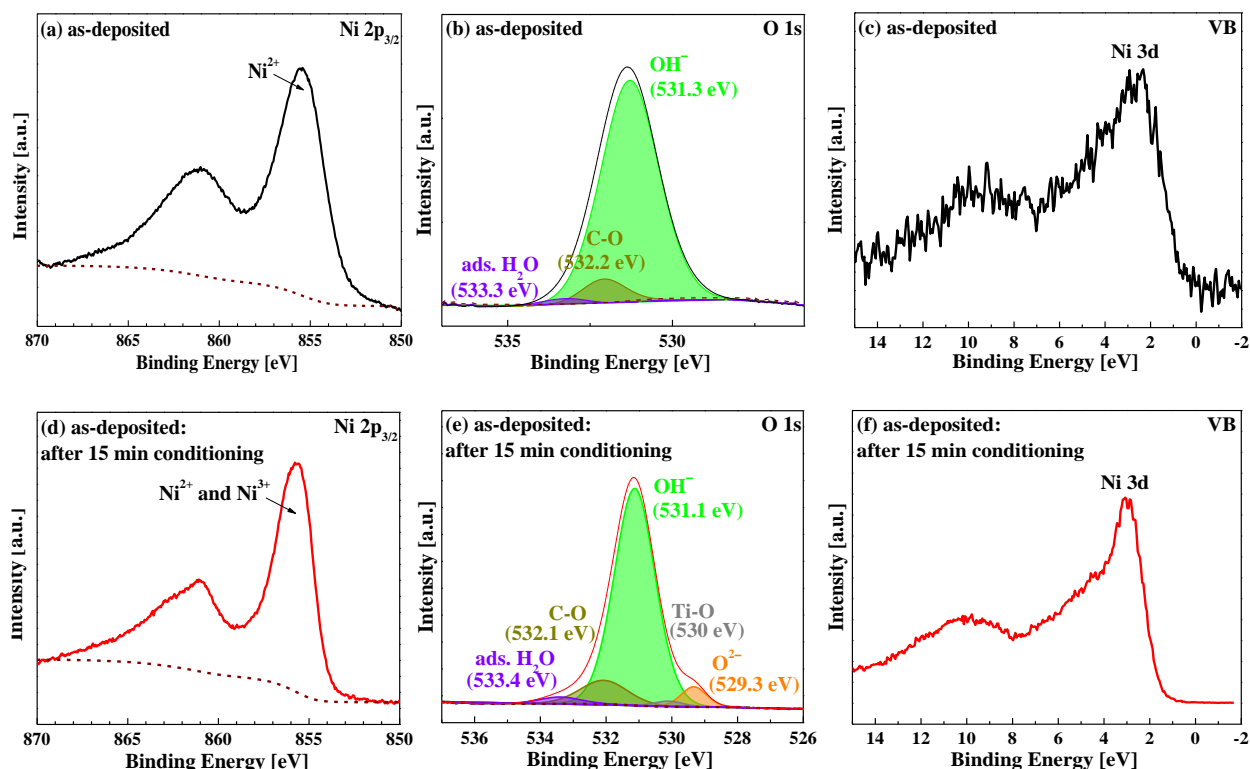 (a) as-deposited
Ni 2p3/2
Ni2+
Intensity [a.u.]
870 865 860 855 850
Binding Energy [eV]
(b) as-deposited
O 1s
OH−
(531.3 eV)
C-O
(532.2 eV)
ads. H2O
(533.3 eV)
Intensity [a.u.]
535 530
Binding Energy [eV]
(c) as-deposited
VB
Ni 3d
Intensity [a.u.]
14 12 10 8 6 4 2 0 -2
Binding Energy [eV]
(d) as-deposited:
after 15 min conditioning
Ni 2p3/2
Ni2+ and Ni3+
Intensity [a.u.]
870 865 860 855 850
Binding Energy [eV]
(e) as-deposited:
after 15 min conditioning
O 1s
OH−
(531.1 eV)
C-O
(532.1 eV)
Ti-O
(530 eV)
ads. H2O
(533.4 eV)
O2−
(529.3 eV)
Intensity [a.u.]
536 534 532 530 528 526
Binding Energy [eV]
(f) as-deposited:
after 15 min conditioning
VB
Ni 3d
Intensity [a.u.]
14 12 10 8 6 4 2 0 -2
Binding Energy [eV]